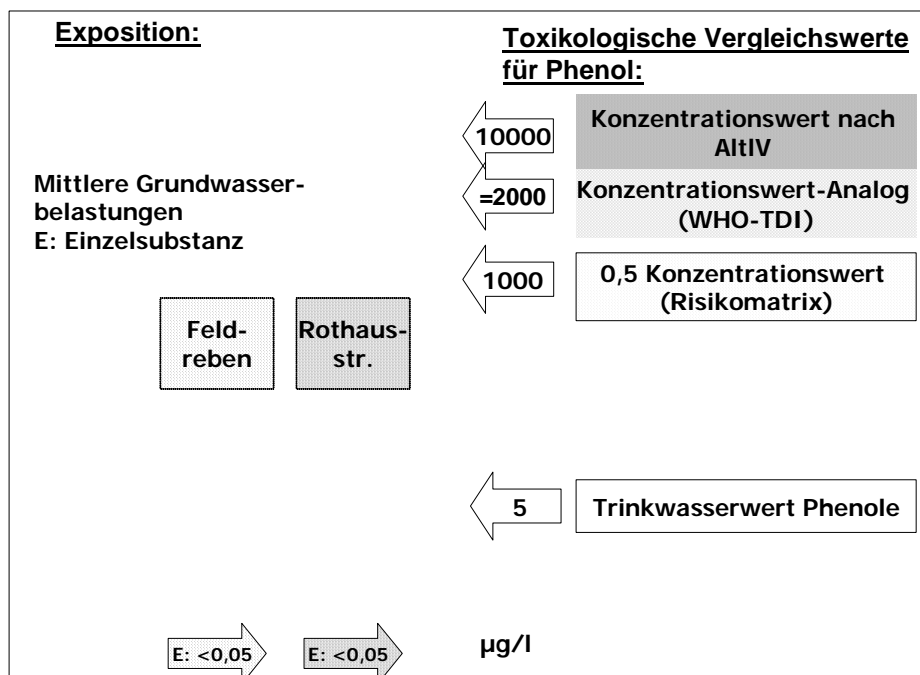 Exposition:
Toxikologische Vergleichswerte
für Phenol:
10000
Konzentrationswert nach
AltlV
Mittlere Grundwasser-
belastungen
E: Einzelsubstanz
=2000
Konzentrationswert-Analog
(WHO-TDI)
1000
0,5 Konzentrationswert
(Risikomatrix)
Feld-
reben
Rothaus-
str.
5
Trinkwasserwert Phenole
E: <0,05
E: <0,05
µg/l